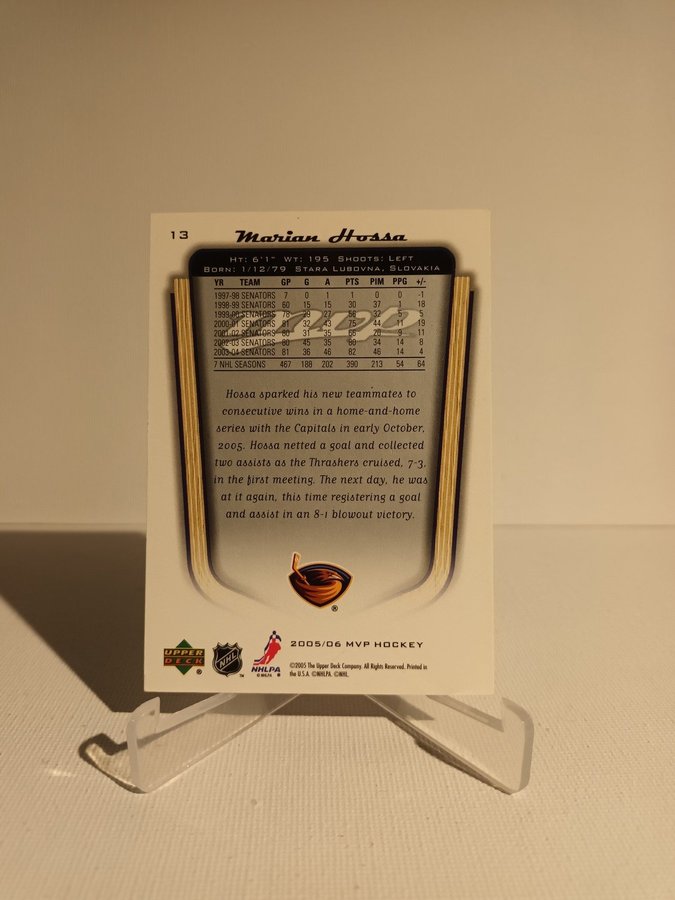 13
Marian Hossa
HT: 6'1" WT: 195 SHOOTS: LEFT
BORN: 1/12/79 STARA LUBOVNA, SLOVAKIA
YR TEAM GP G A PTS PIM PPG +/-
1997-98 SENATORS 7 0 1 1 0 0 -1
1998-99 SENATORS 60 15 15 30 37 1 18
1999-00 SENATORS 78 27 56 32 5 5
2000-01 SENATORS 81 32 43 75 44 11 19
2001-02 SENATORS 80 31 35 9 11
2002-03 SENATORS 80 45 35 80 34 14 8
2003-04 SENATORS 81 36 46 82 46 14 4
7 NHL SEASONS 467 188 202 390 213 54 64
mvp
Hossa sparked his new teammates to
consecutive wins in a home-and-home
series with the Capitals in early October,
2005. Hossa netted a goal and collected
two assists as the Thrashers cruised, 7-3,
in the first meeting. The next day, he was
at it again, this time registering a goal
and assist in an 8-1 blowout victory.
®
UPPER DECK ®
NHL ™
NHLPA
2005/06 MVP HOCKEY
©2005 The Upper Deck Company. All Rights Reserved. Printed in
the U.S.A. ©NHLPA. ©NHL.